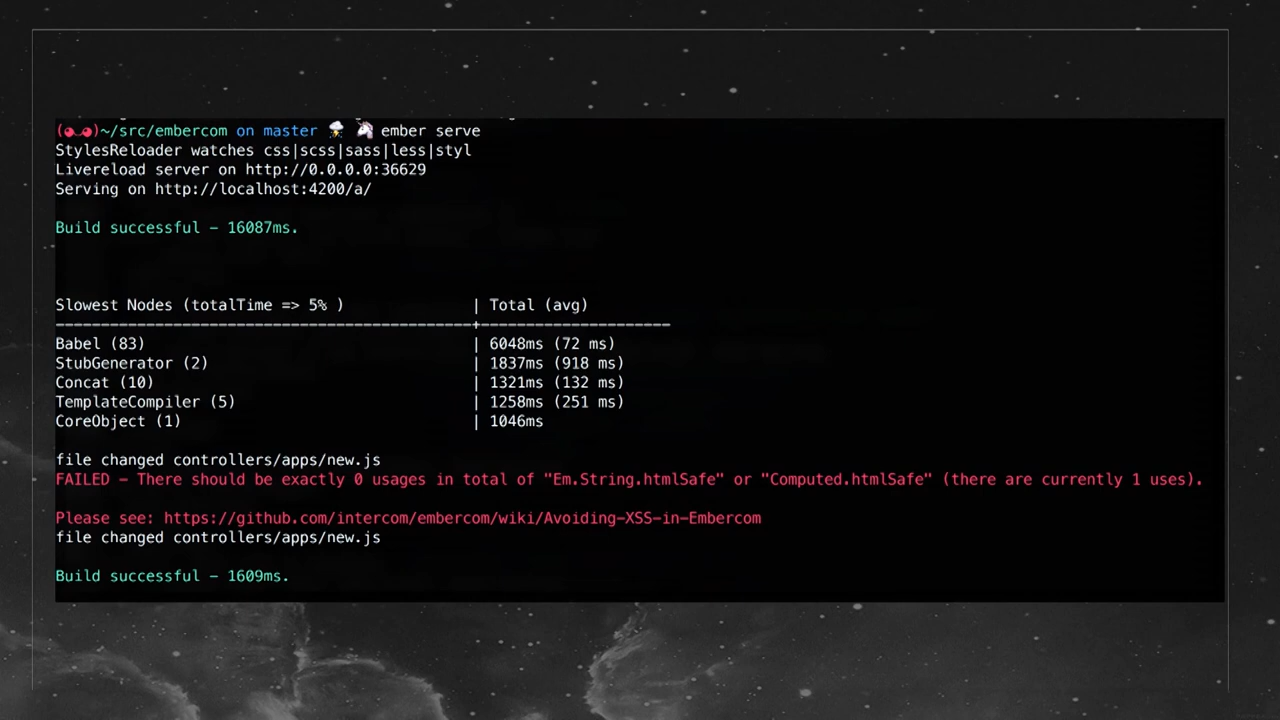 (◕‿◕)~/src/embercom on master ⛈ 🦄 ember serve
StylesReloader watches css|scss|sass|less|styl
Livereload server on http://0.0.0.0:36629
Serving on http://localhost:4200/a/
Build successful – 16087ms.
Slowest Nodes (totalTime => 5% ) | Total (avg)
----------------------------------------------+---------------------
Babel (83) | 6048ms (72 ms)
StubGenerator (2) | 1837ms (918 ms)
Concat (10) | 1321ms (132 ms)
TemplateCompiler (5) | 1258ms (251 ms)
CoreObject (1) | 1046ms
file changed controllers/apps/new.js
FAILED – There should be exactly 0 usages in total of "Em.String.htmlSafe" or "Computed.htmlSafe" (there are currently 1 uses).
Please see: https://github.com/intercom/embercom/wiki/Avoiding-XSS-in-Embercom
file changed controllers/apps/new.js
Build successful – 1609ms.